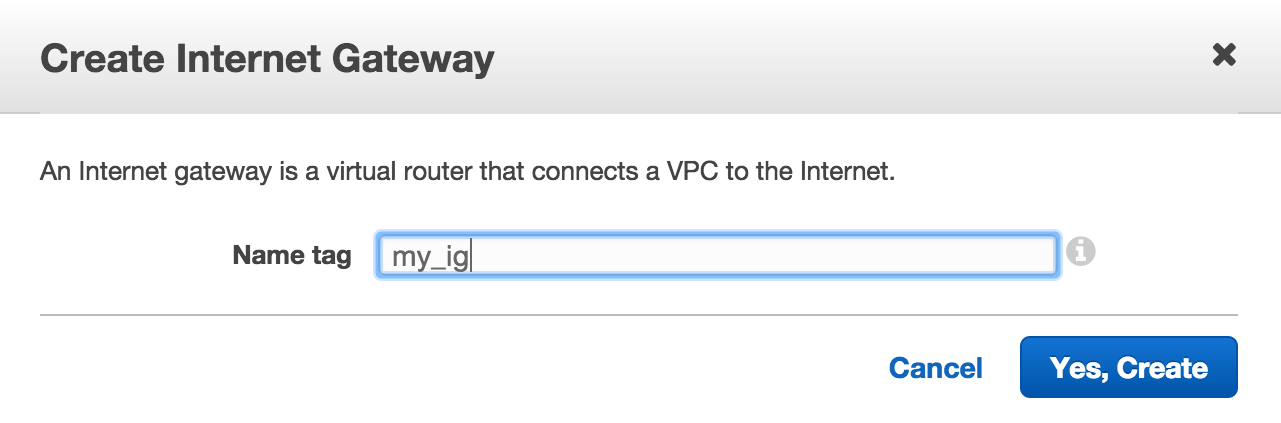 Create Internet Gateway
An Internet gateway is a virtual router that connects a VPC to the Internet.
Name tag my_ig
Cancel Yes, Create